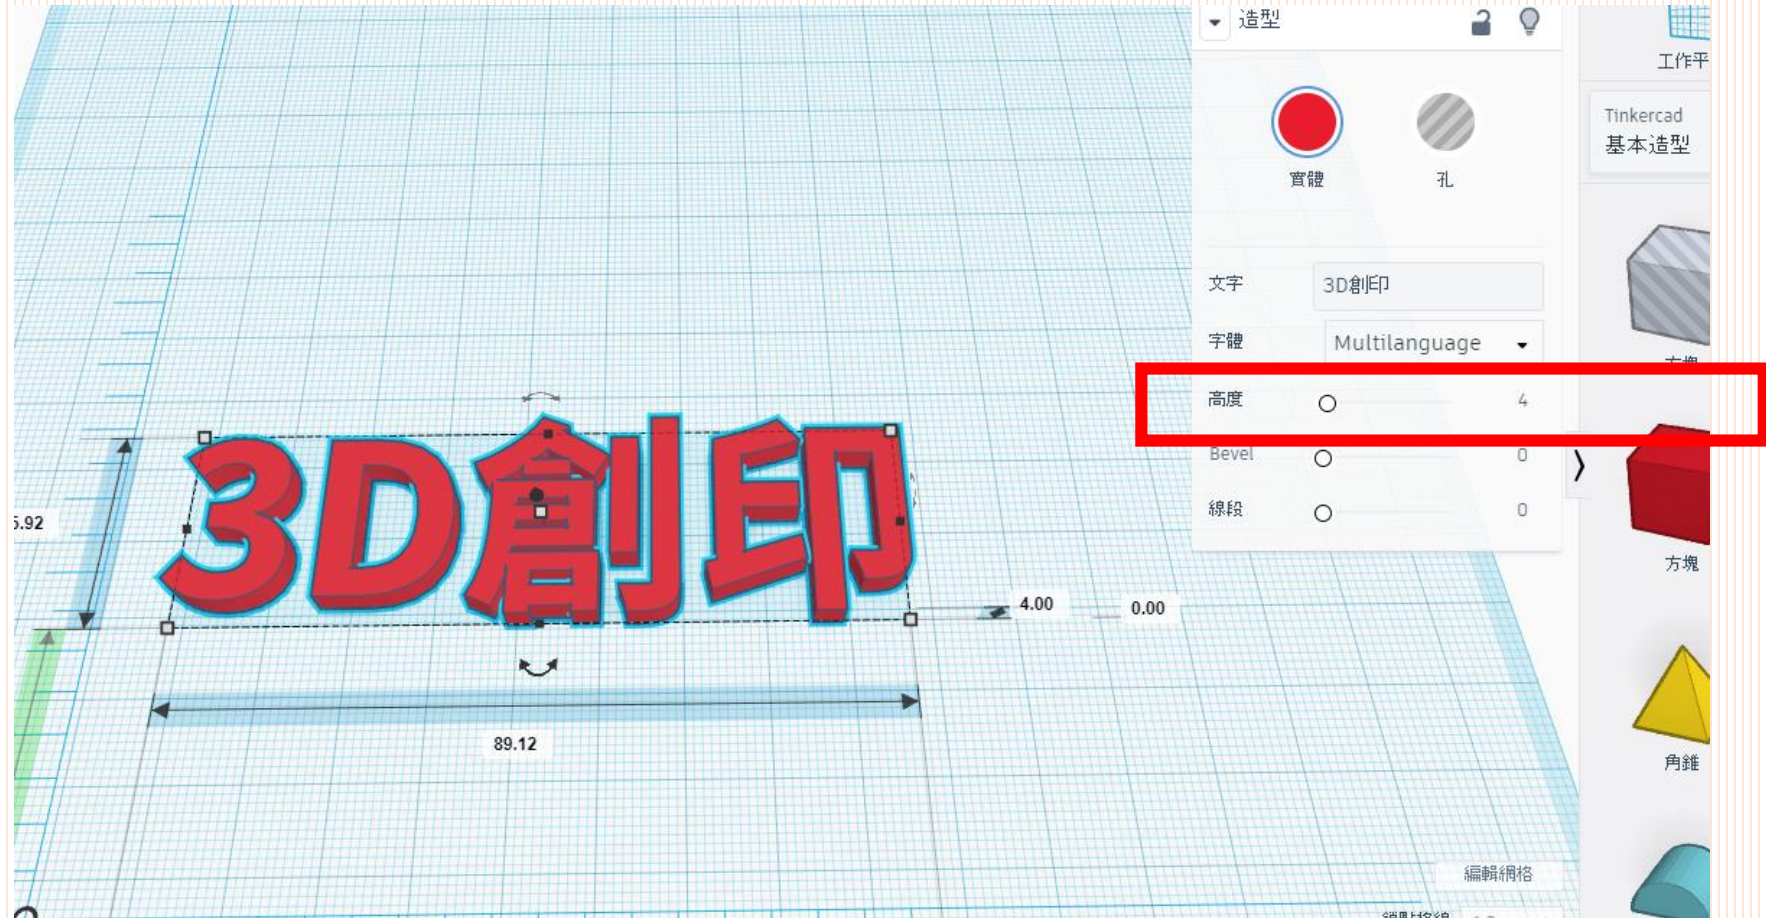 造型
工作平
Tinkercad
基本造型
實體
孔
文字
3D創印
字體
Multilanguage
方塊
高度
4
Bevel
0
線段
0
3D創印
5.92
4.00
0.00
89.12
方塊
角錐
編輯網格